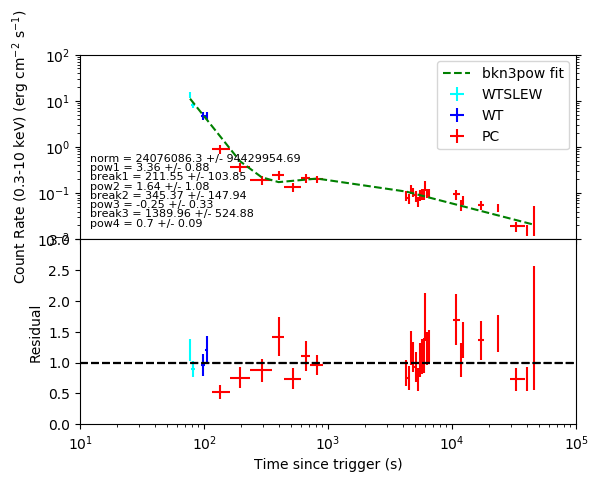 Count Rate (0.3-10 keV) (erg cm⁻² s⁻¹)
10²
10¹
10⁰
10⁻¹
bkn3pow fit
WTSLEW
WT
PC
norm = 24076086.3 +/- 94429954.69
pow1 = 3.36 +/- 0.88
break1 = 211.55 +/- 103.85
pow2 = 1.64 +/- 1.08
break2 = 345.37 +/- 147.94
pow3 = -0.25 +/- 0.33
break3 = 1389.96 +/- 524.88
pow4 = 0.7 +/- 0.09
Residual
2.5
2.0
1.5
1.0
0.5
0.0
10¹
10²
10³
10⁴
10⁵
Time since trigger (s)